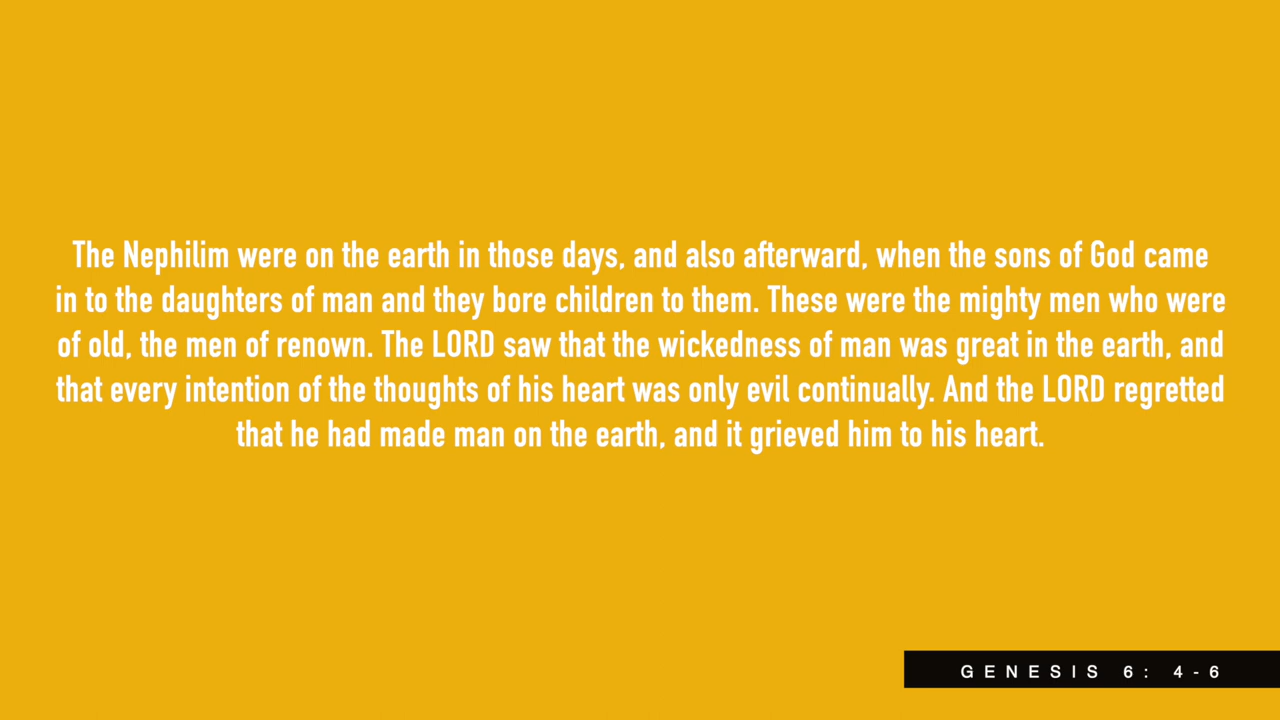 The Nephilim were on the earth in those days, and also afterward, when the sons of God came
in to the daughters of man and they bore children to them. These were the mighty men who were
of old, the men of renown. The LORD saw that the wickedness of man was great in the earth, and
that every intention of the thoughts of his heart was only evil continually. And the LORD regretted
that he had made man on the earth, and it grieved him to his heart.
GENESIS 6: 4-6